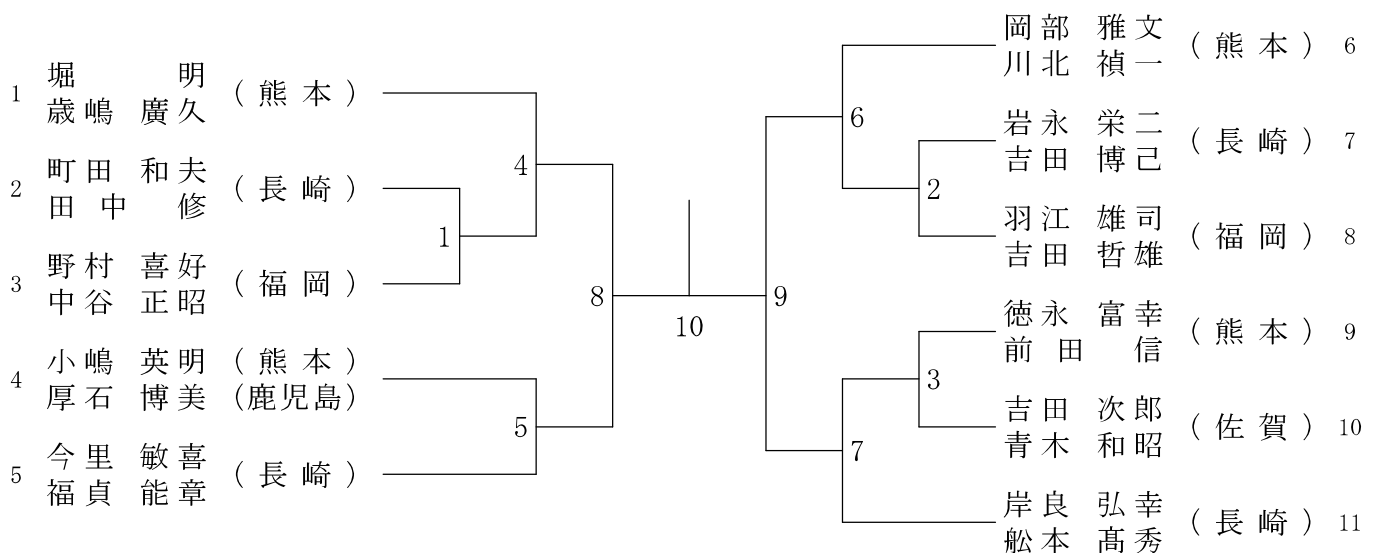 1 堀 明 (熊本)
歳嶋 廣久
2 町田 和夫 (長崎)
田中 修
3 野村 喜好 (福岡)
中谷 正昭
4 小嶋 英明 (熊本)
厚石 博美 (鹿児島)
5 今里 敏喜 (長崎)
福貞 能章
1
4
5
8
10
9
6
2
3
7
岡部 雅文 (熊本) 6
川北 禎一
岩永 栄二 (長崎) 7
吉田 博己
羽江 雄司 (福岡) 8
吉田 哲雄
徳永 富幸 (熊本) 9
前田 信
吉田 次郎 (佐賀) 10
青木 和昭
岸良 弘幸 (長崎) 11
舩本 髙秀